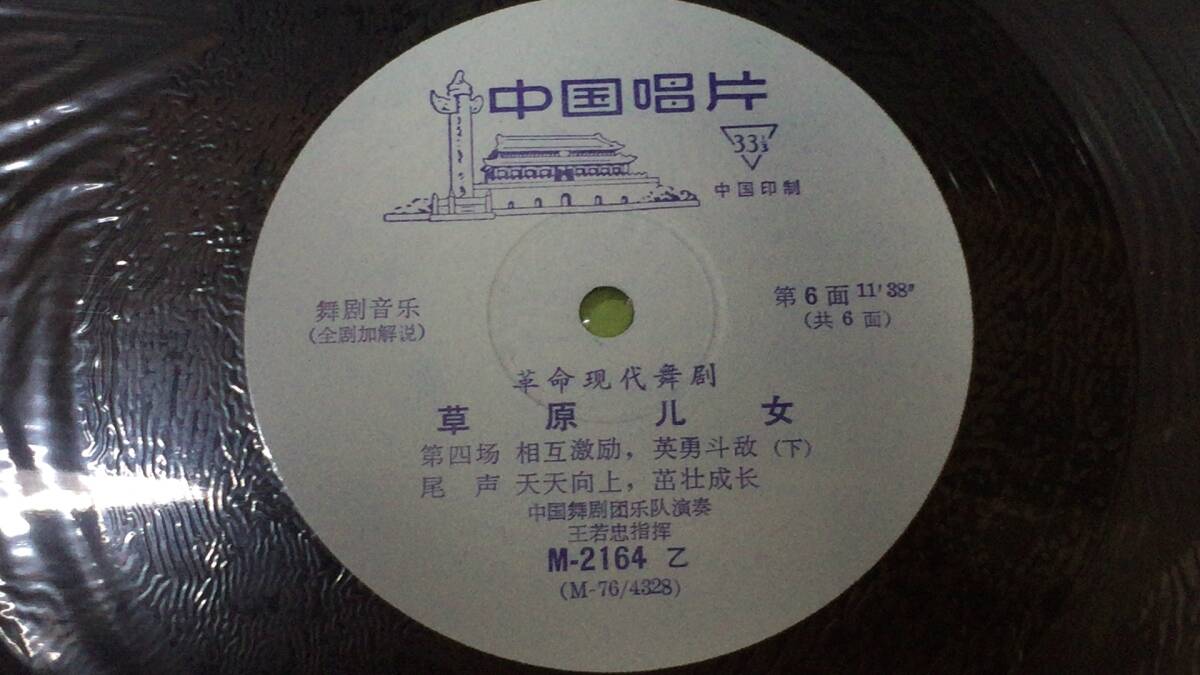 中国唱片
33⅓
中国印制
舞剧音乐
(全剧加解说)
第6面 11′38″
(共6面)
革命现代舞剧
草原儿女
第四场 相互激励，英勇斗敌（下）
尾声 天天向上，茁壮成长
中国舞剧团乐队演奏
王若忠指挥
M-2164 乙
(M-76/4328)